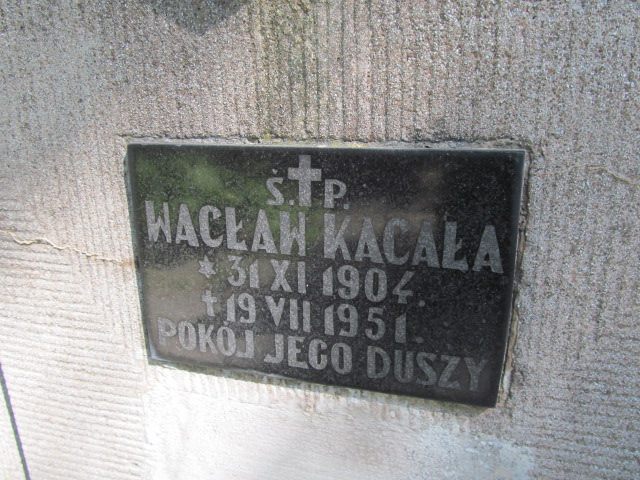 Ś. P.
WACŁAW KACAŁA
* 31 XI 1904.
† 19 VII 1951.
POKÓJ JEGO DUSZY